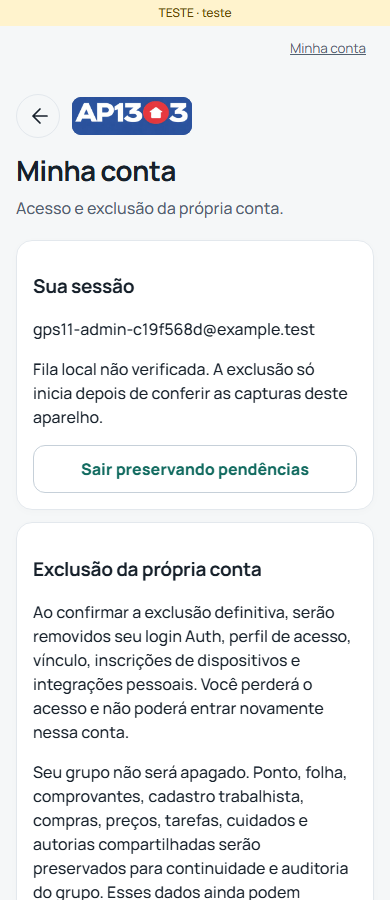 TESTE · teste
Minha conta
AP1303
Minha conta
Acesso e exclusão da própria conta.
Sua sessão
gps11-admin-c19f568d@example.test
Fila local não verificada. A exclusão só
inicia depois de conferir as capturas deste
aparelho.
Sair preservando pendências
Exclusão da própria conta
Ao confirmar a exclusão definitiva, serão
removidos seu login Auth, perfil de acesso,
vínculo, inscrições de dispositivos e
integrações pessoais. Você perderá o
acesso e não poderá entrar novamente
nessa conta.
Seu grupo não será apagado. Ponto, folha,
comprovantes, cadastro trabalhista,
compras, preços, tarefas, cuidados e
autorias compartilhadas serão
preservados para continuidade e auditoria
do grupo. Esses dados ainda podem